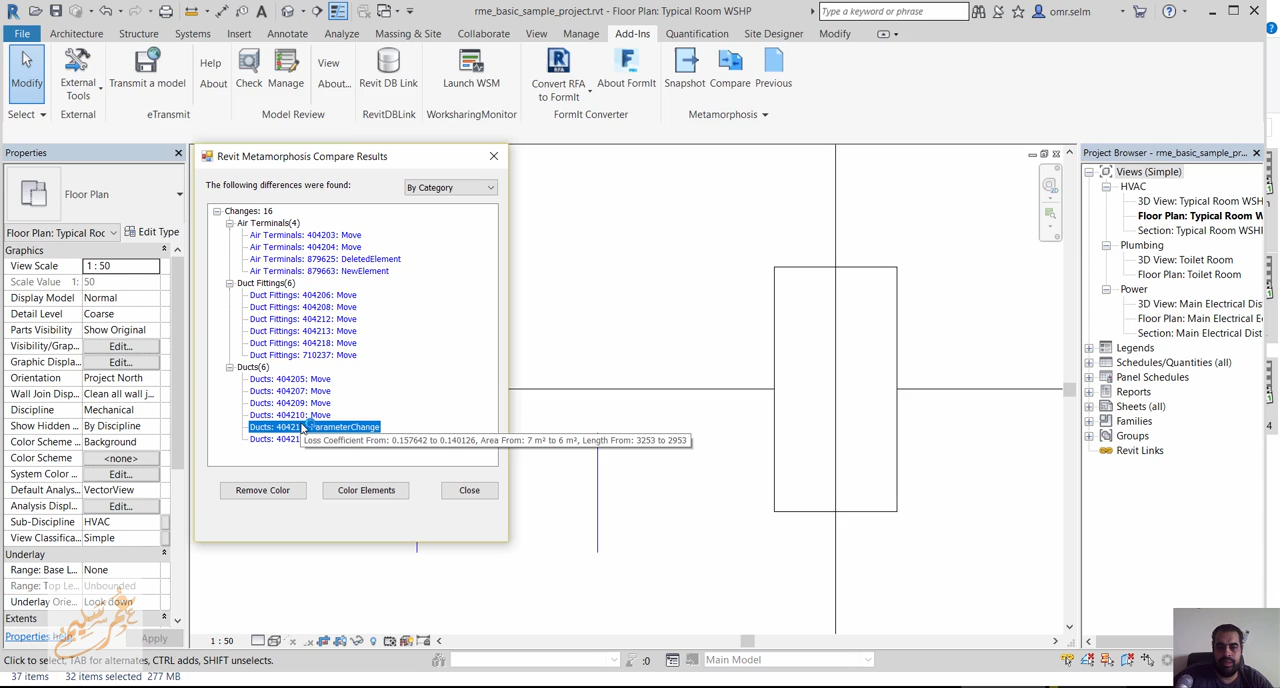 rme_basic_sample_project.rvt - Floor Plan: Typical Room WSHP
Type a keyword or phrase
omr.selm
File Architecture Structure Systems Insert Annotate Analyze Massing & Site Collaborate View Manage Add-Ins Quantification Site Designer Modify
Modify
Select
External Tools
External
Transmit a model
eTransmit
Help
About
Check
Manage
View
About...
Model Review
Revit DB Link
RevitDBLink
Launch WSM
WorksharingMonitor
Convert RFA to FormIt
About FormIt
FormIt Converter
Snapshot
Compare
Previous
Metamorphosis
Properties
Floor Plan
Floor Plan: Typical Roc
Edit Type
Graphics
View Scale 1 : 50
Scale Value 1: 50
Display Model Normal
Detail Level Coarse
Parts Visibility Show Original
Visibility/Grap... Edit...
Graphic Displa... Edit...
Orientation Project North
Wall Join Disp... Clean all wall j...
Discipline Mechanical
Show Hidden ... By Discipline
Color Scheme ... Background
Color Scheme <none>
System Color ... Edit...
Default Analys... VectorView
Analysis Displ... Edit...
Sub-Discipline HVAC
View Classifica... Simple
Underlay
Range: Base L... None
Range: Top Le... Unbounded
Underlay Orie... Look down
Extents
Properties help
Apply
Revit Metamorphosis Compare Results
The following differences were found:
By Category
Changes: 16
Air Terminals(4)
Air Terminals: 404203: Move
Air Terminals: 404204: Move
Air Terminals: 879625: DeletedElement
Air Terminals: 879663: NewElement
Duct Fittings(6)
Duct Fittings: 404206: Move
Duct Fittings: 404208: Move
Duct Fittings: 404212: Move
Duct Fittings: 404213: Move
Duct Fittings: 404218: Move
Duct Fittings: 710237: Move
Ducts(6)
Ducts: 404205: Move
Ducts: 404207: Move
Ducts: 404209: Move
Ducts: 404210: Move
Ducts: 40421 ParameterChange
Ducts: 40421
Loss Coefficient From: 0.157642 to 0.140126, Area From: 7 m² to 6 m², Length From: 3253 to 2953
Remove Color
Color Elements
Close
Project Browser - rme_basic_sample_pr...
Views (Simple)
HVAC
3D View: Typical Room WSH
Floor Plan: Typical Room W
Section: Typical Room WSH
Plumbing
3D View: Toilet Room
Floor Plan: Toilet Room
Power
3D View: Main Electrical Dis
Floor Plan: Main Electrical E
Section: Main Electrical Dist
Legends
Schedules/Quantities (all)
Panel Schedules
Reports
Sheets (all)
Families
Groups
Revit Links
1 : 50
Click to select, TAB for alternates, CTRL adds, SHIFT unselects.
:0
Main Model
37 items 32 items selected 277 MB